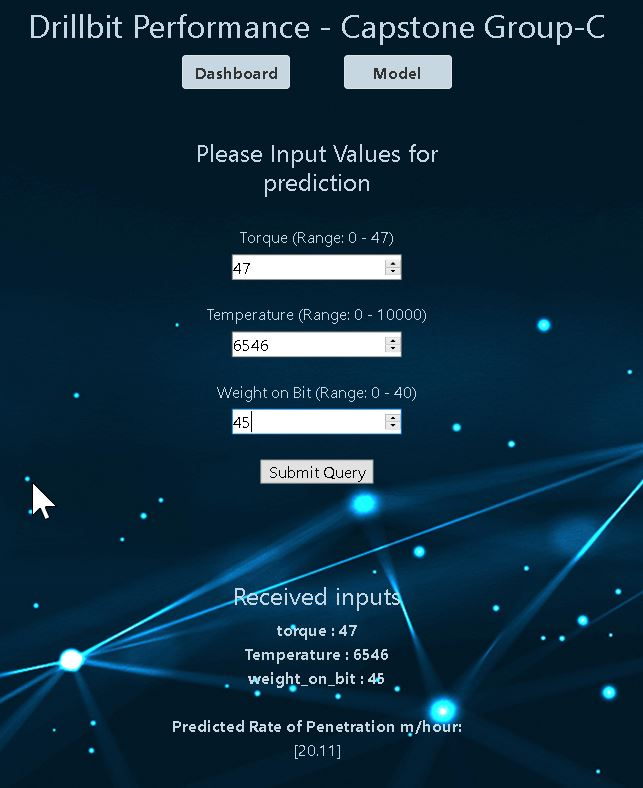 Drillbit Performance - Capstone Group-C
Dashboard Model
Please Input Values for
prediction
Torque (Range: 0 - 47)
47
Temperature (Range: 0 - 10000)
6546
Weight on Bit (Range: 0 - 40)
45
Submit Query
Received inputs
torque : 47
Temperature : 6546
weight_on_bit : 45
Predicted Rate of Penetration m/hour:
[20.11]